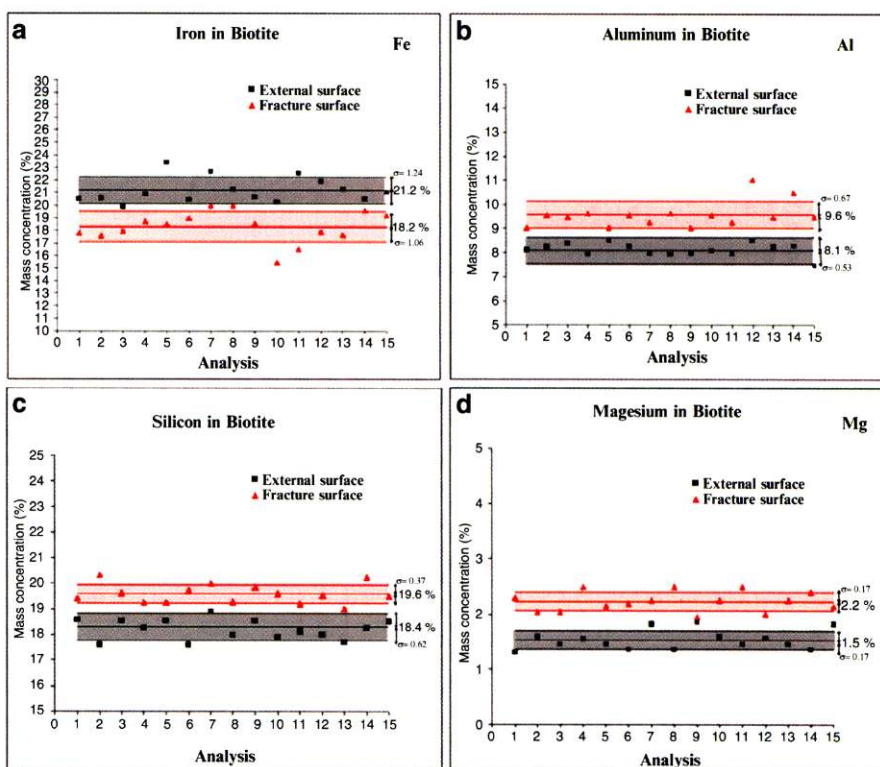 a
Iron in Biotite
Fe
Mass concentration (%)
30
29
28
27
26
25
24
23
22
21
20
19
18
17
16
15
14
13
12
11
10
External surface
Fracture surface
σ= 1.24
21.2 %
18.2 %
σ= 1.06
0 1 2 3 4 5 6 7 8 9 10 11 12 13 14 15
Analysis
b
Aluminum in Biotite
Al
Mass concentration (%)
15
14
13
12
11
10
9
8
7
6
5
External surface
Fracture surface
σ= 0.67
9.6 %
8.1 %
σ= 0.53
0 1 2 3 4 5 6 7 8 9 10 11 12 13 14 15
Analysis
c
Silicon in Biotite
Mass concentration (%)
25
24
23
22
21
20
19
18
17
16
15
External surface
Fracture surface
σ= 0.37
19.6 %
18.4 %
σ= 0.62
0 1 2 3 4 5 6 7 8 9 10 11 12 13 14 15
Analysis
d
Magesium in Biotite
Mg
Mass concentration (%)
5
4
3
2
1
0
External surface
Fracture surface
σ= 0.17
2.2 %
1.5 %
σ= 0.17
0 1 2 3 4 5 6 7 8 9 10 11 12 13 14 15
Analysis